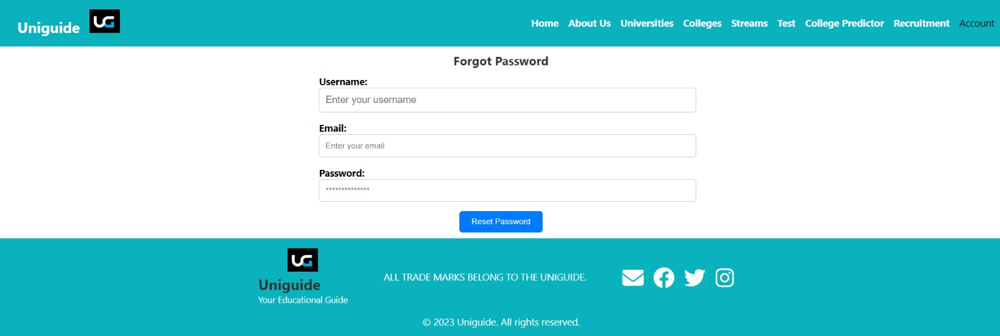 Uniguide UG Home About Us Universities Colleges Streams Test College Predictor Recruitment Account
Forgot Password
Username:
Enter your username
Email:
Enter your email
Password:
**************
Reset Password
UG
Uniguide
Your Educational Guide
ALL TRADE MARKS BELONG TO THE UNIGUIDE.
© 2023 Uniguide. All rights reserved.